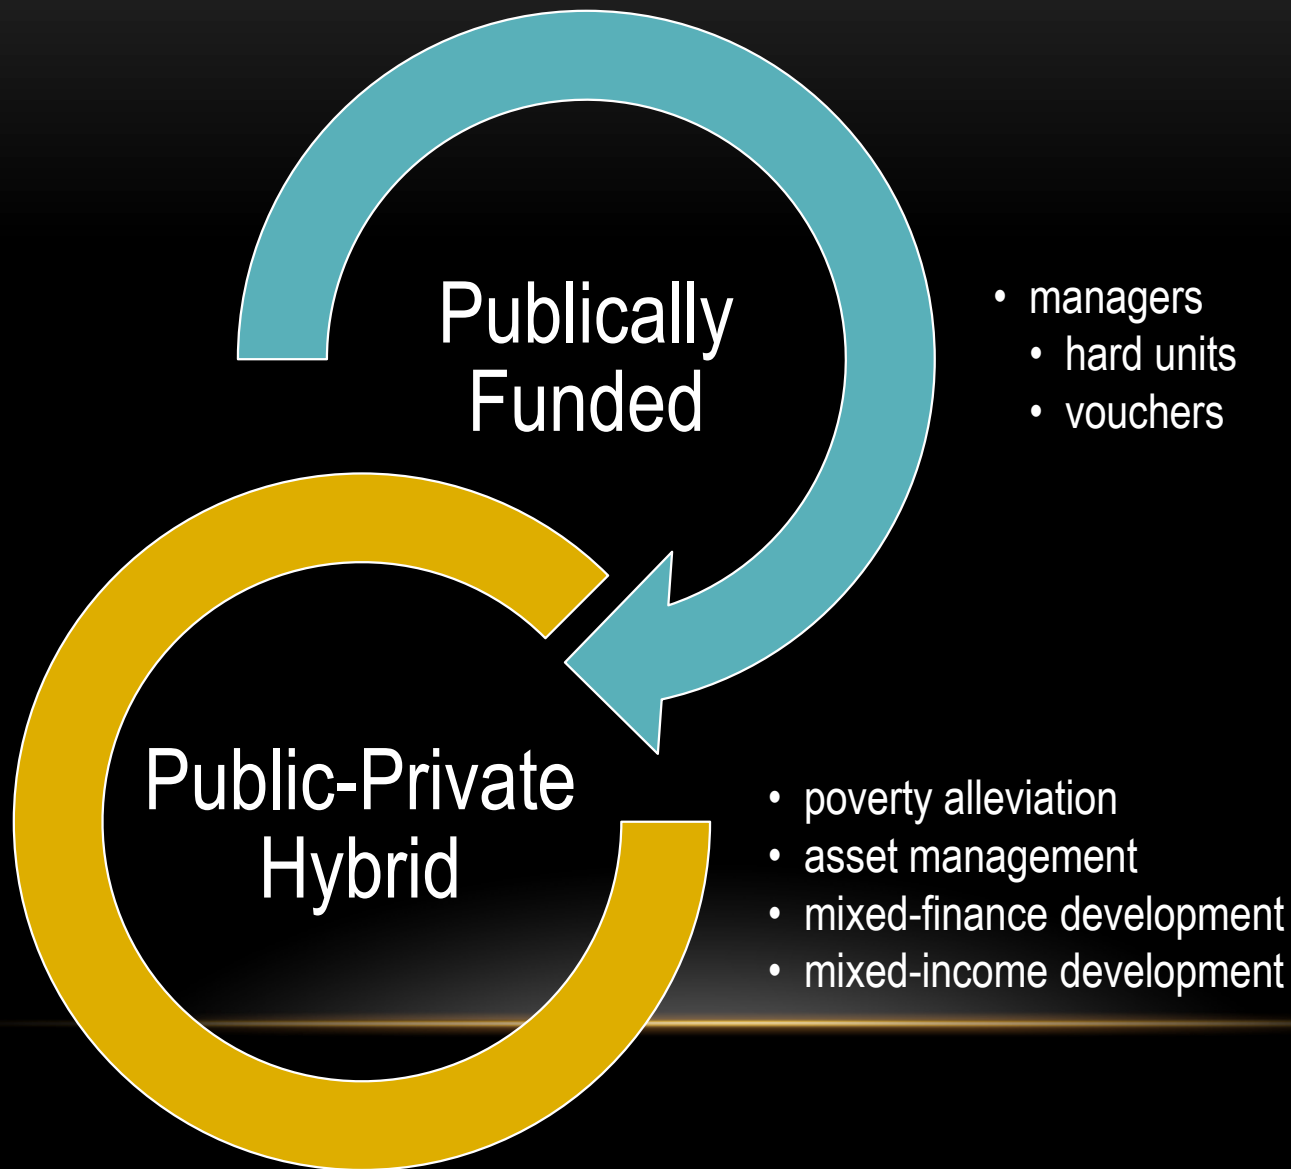 Publically
Funded
• managers
• hard units
• vouchers
Public-Private
Hybrid
• poverty alleviation
• asset management
• mixed-finance development
• mixed-income development